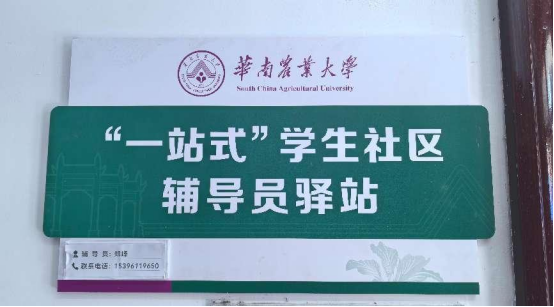 華南農業大學
South China Agricultural University
“一站式”学生社区
辅导员驿站
辅导员:
联系电话: 15396119650